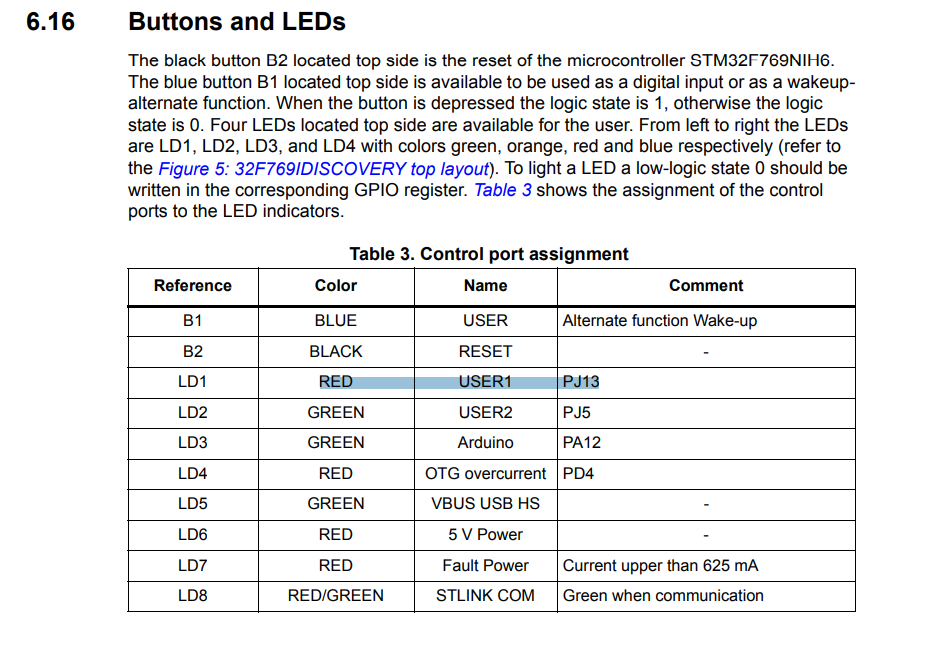 6.16 Buttons and LEDs
The black button B2 located top side is the reset of the microcontroller STM32F769NIH6.
The blue button B1 located top side is available to be used as a digital input or as a wakeup-
alternate function. When the button is depressed the logic state is 1, otherwise the logic
state is 0. Four LEDs located top side are available for the user. From left to right the LEDs
are LD1, LD2, LD3, and LD4 with colors green, orange, red and blue respectively (refer to
the Figure 5: 32F769IDISCOVERY top layout). To light a LED a low-logic state 0 should be
written in the corresponding GPIO register. Table 3 shows the assignment of the control
ports to the LED indicators.
Table 3. Control port assignment
Reference Color Name Comment
B1 BLUE USER Alternate function Wake-up
B2 BLACK RESET -
LD1 RED USER1 PJ13
LD2 GREEN USER2 PJ5
LD3 GREEN Arduino PA12
LD4 RED OTG overcurrent PD4
LD5 GREEN VBUS USB HS -
LD6 RED 5 V Power -
LD7 RED Fault Power Current upper than 625 mA
LD8 RED/GREEN STLINK COM Green when communication